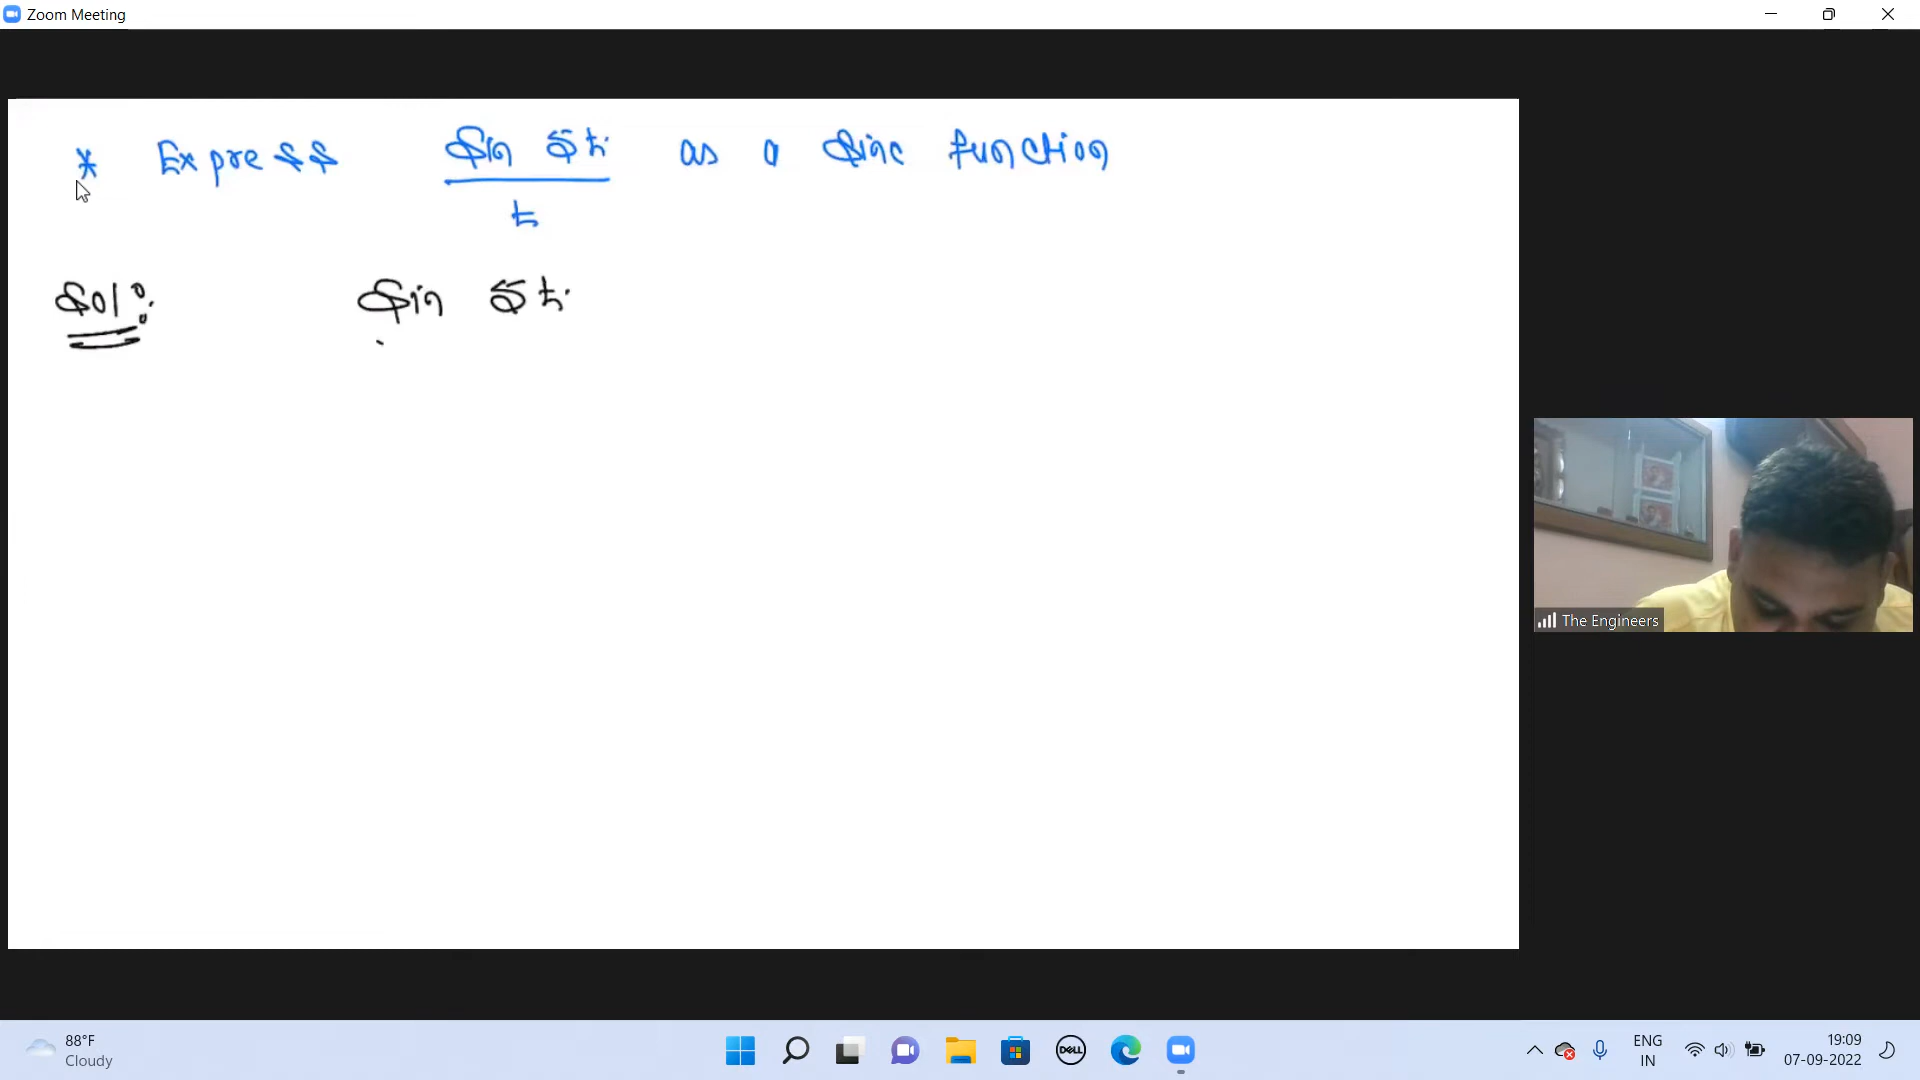 Zoom Meeting
* Express Sin 5t as a Sinc function
t
Sol:
Sin 5t
The Engineers
88°F
Cloudy
DELL
ENG
IN
19:09
07-09-2022